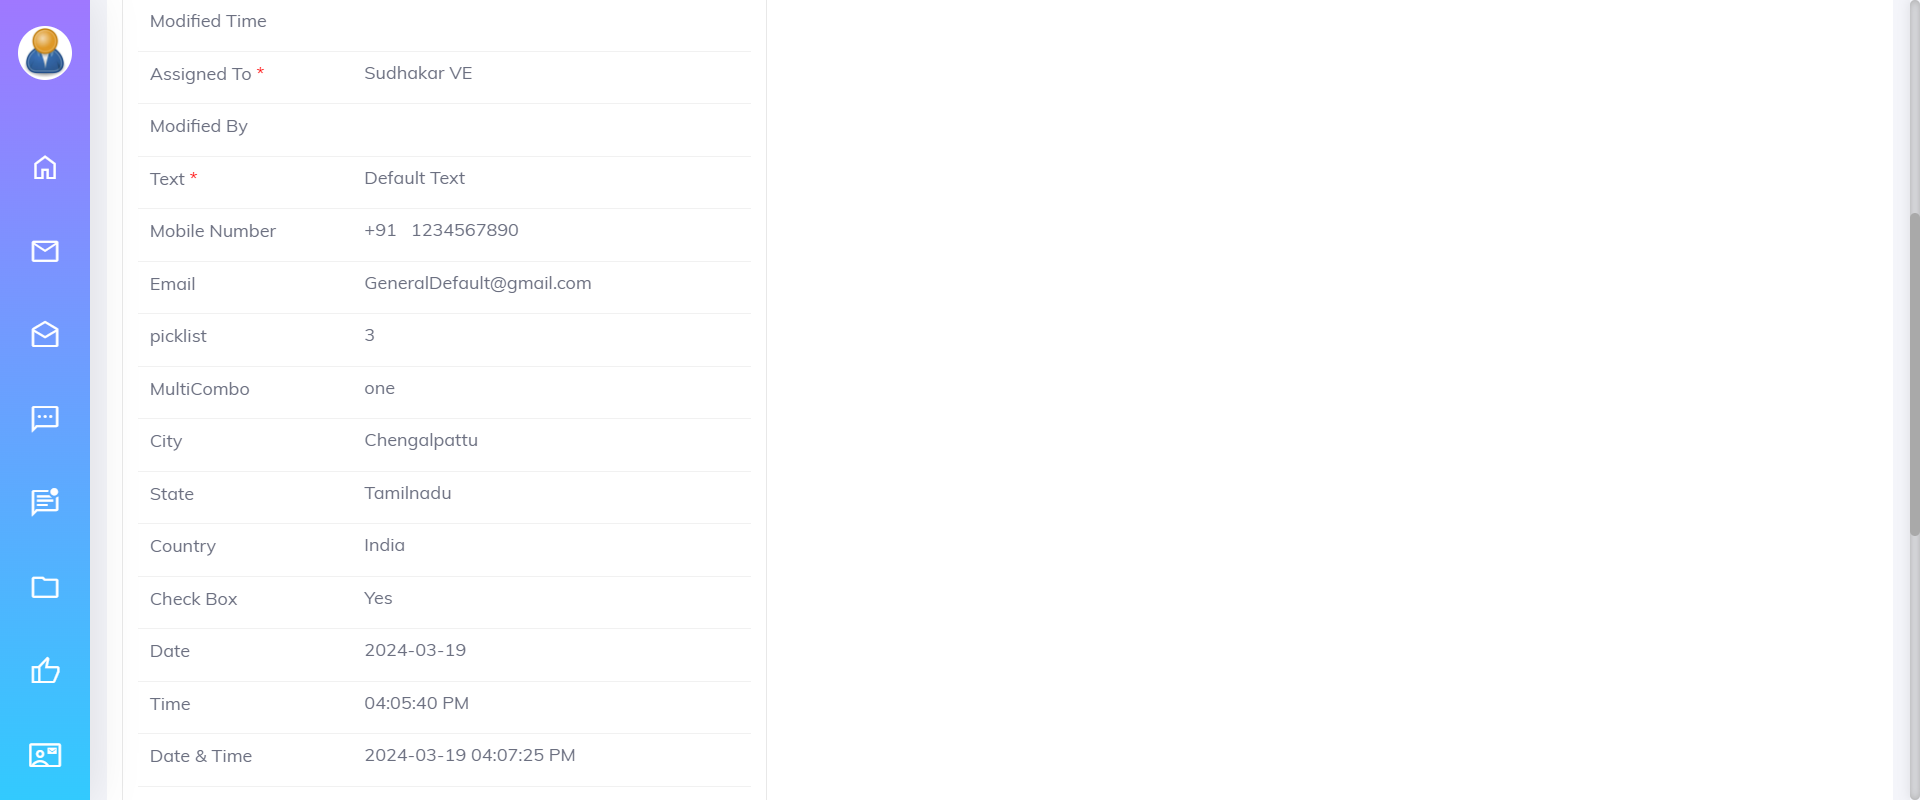 Modified Time
Assigned To * Sudhakar VE
Modified By
Text * Default Text
Mobile Number +91 1234567890
Email GeneralDefault@gmail.com
picklist 3
MultiCombo one
City Chengalpattu
State Tamilnadu
Country India
Check Box Yes
Date 2024-03-19
Time 04:05:40 PM
Date & Time 2024-03-19 04:07:25 PM